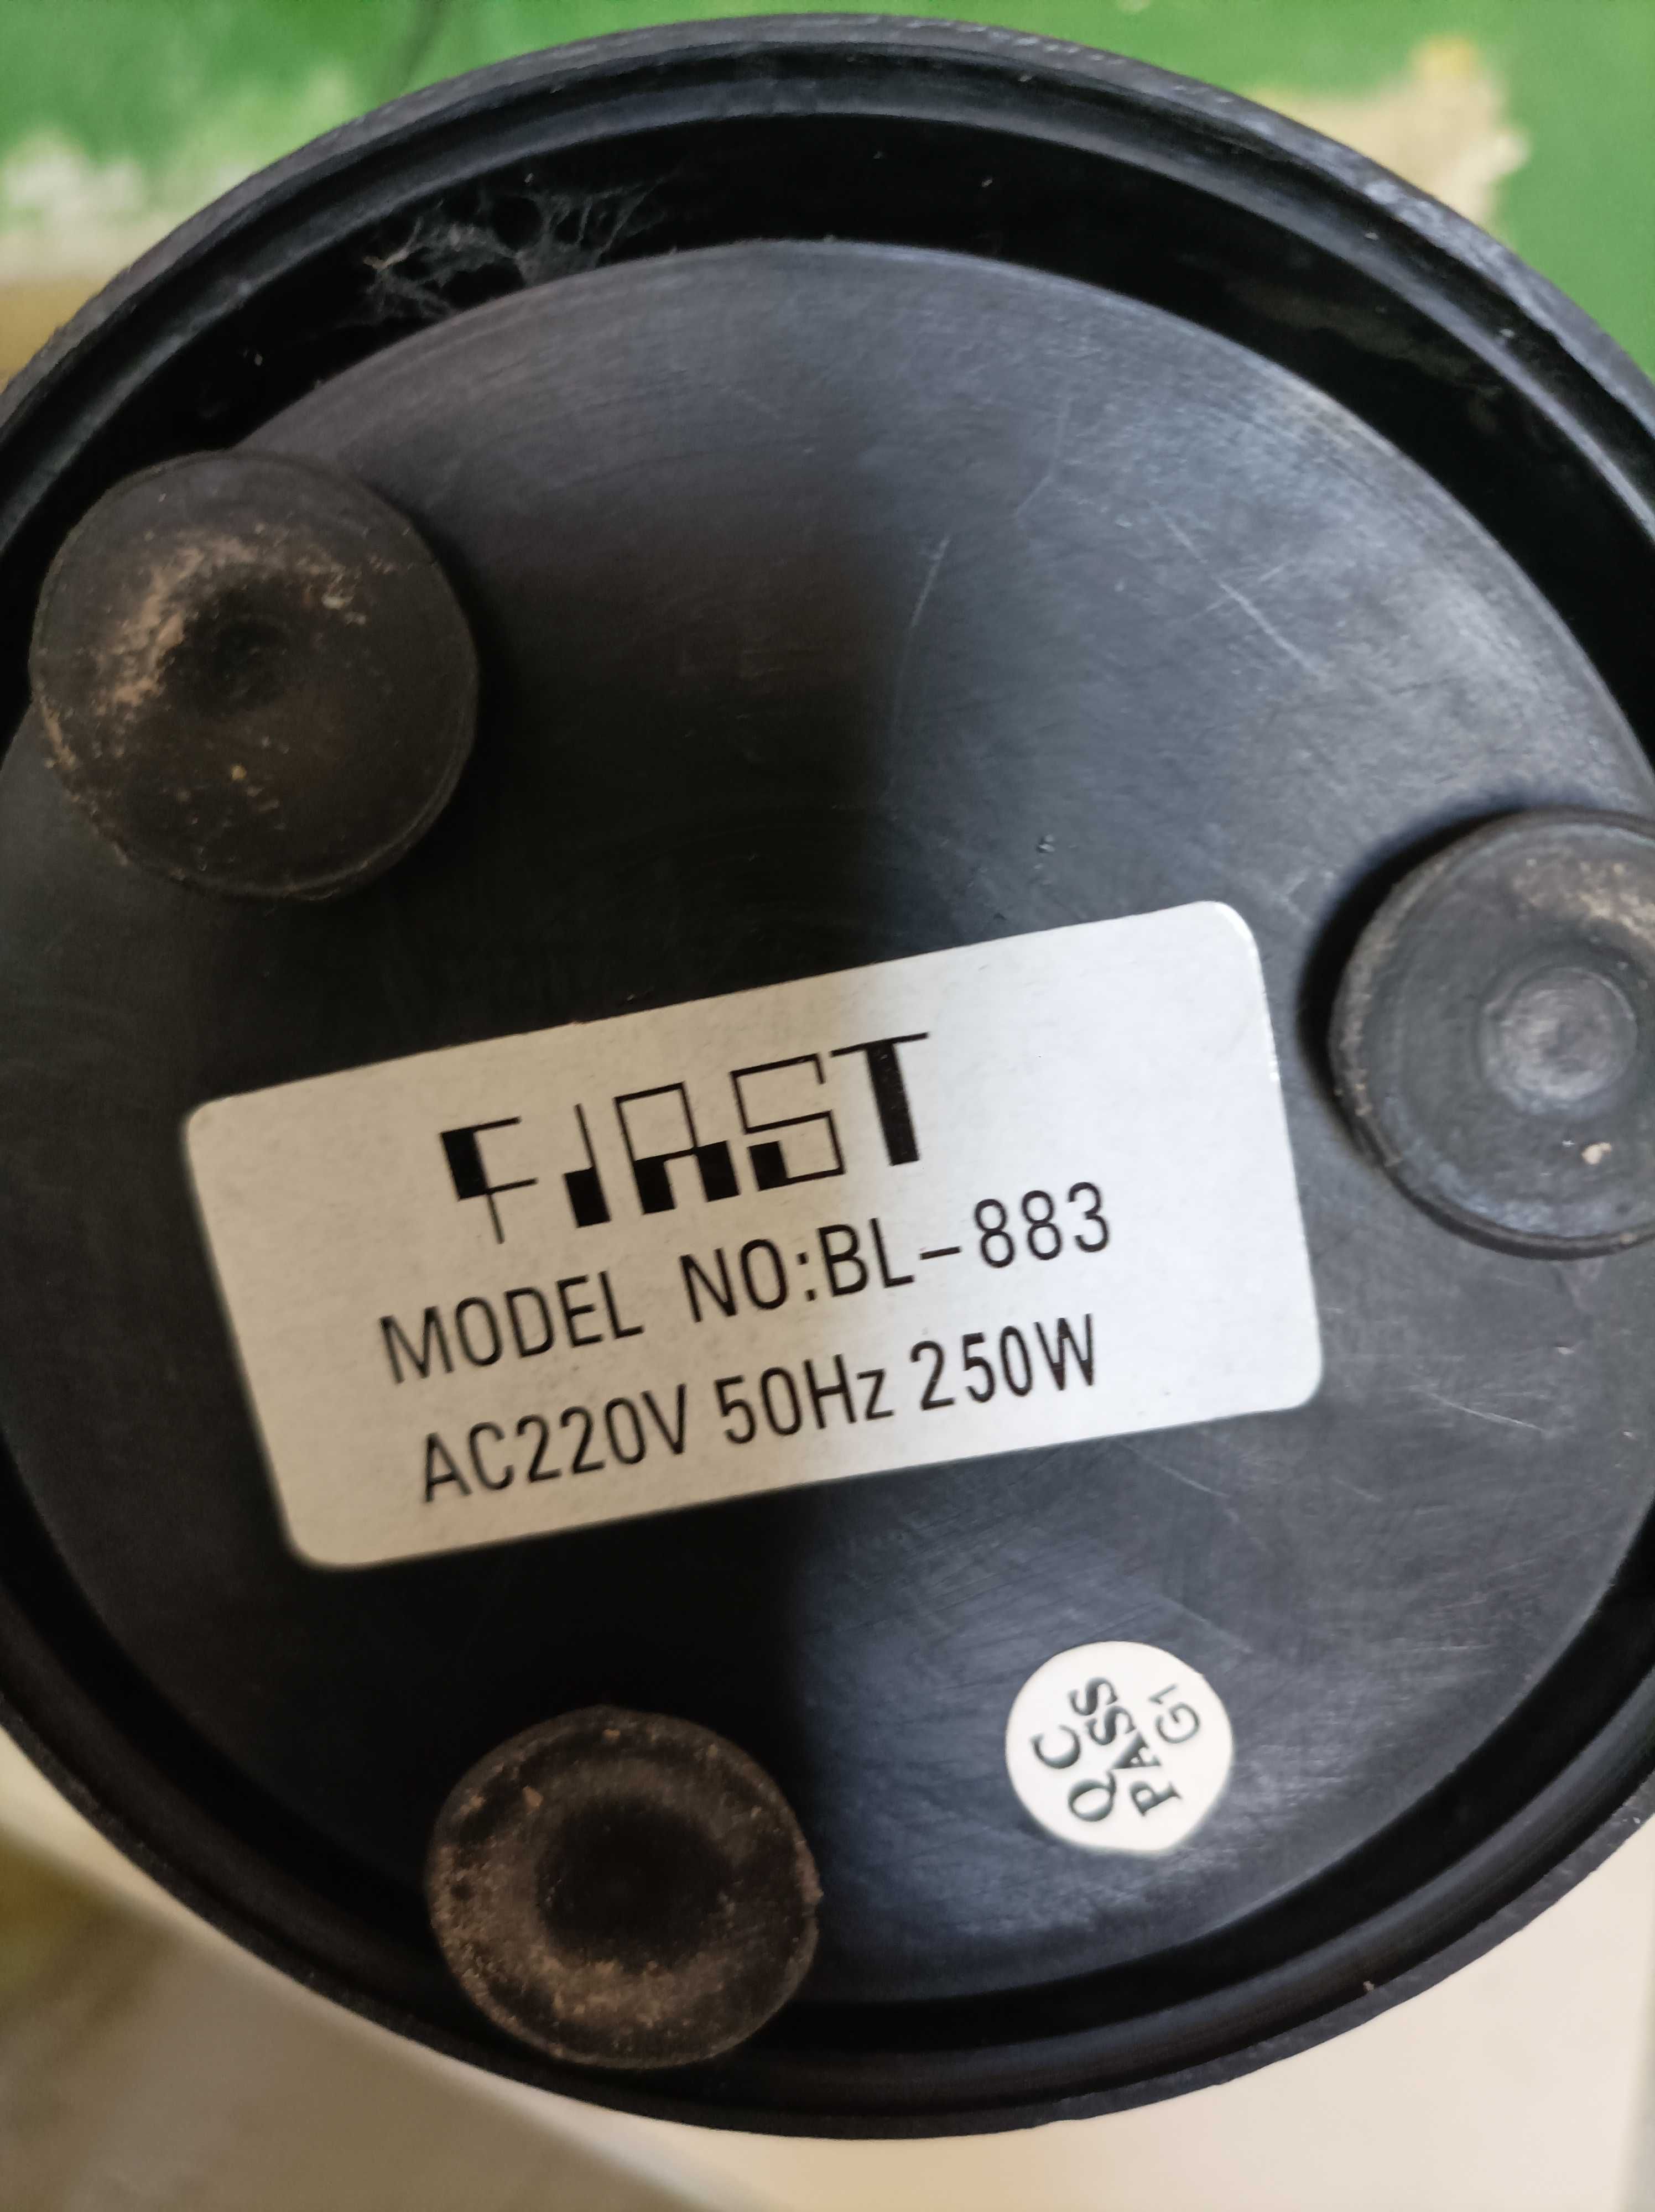 FIRST
MODEL NO:BL-883
AC220V 50Hz 250W
QC
PASS
G1